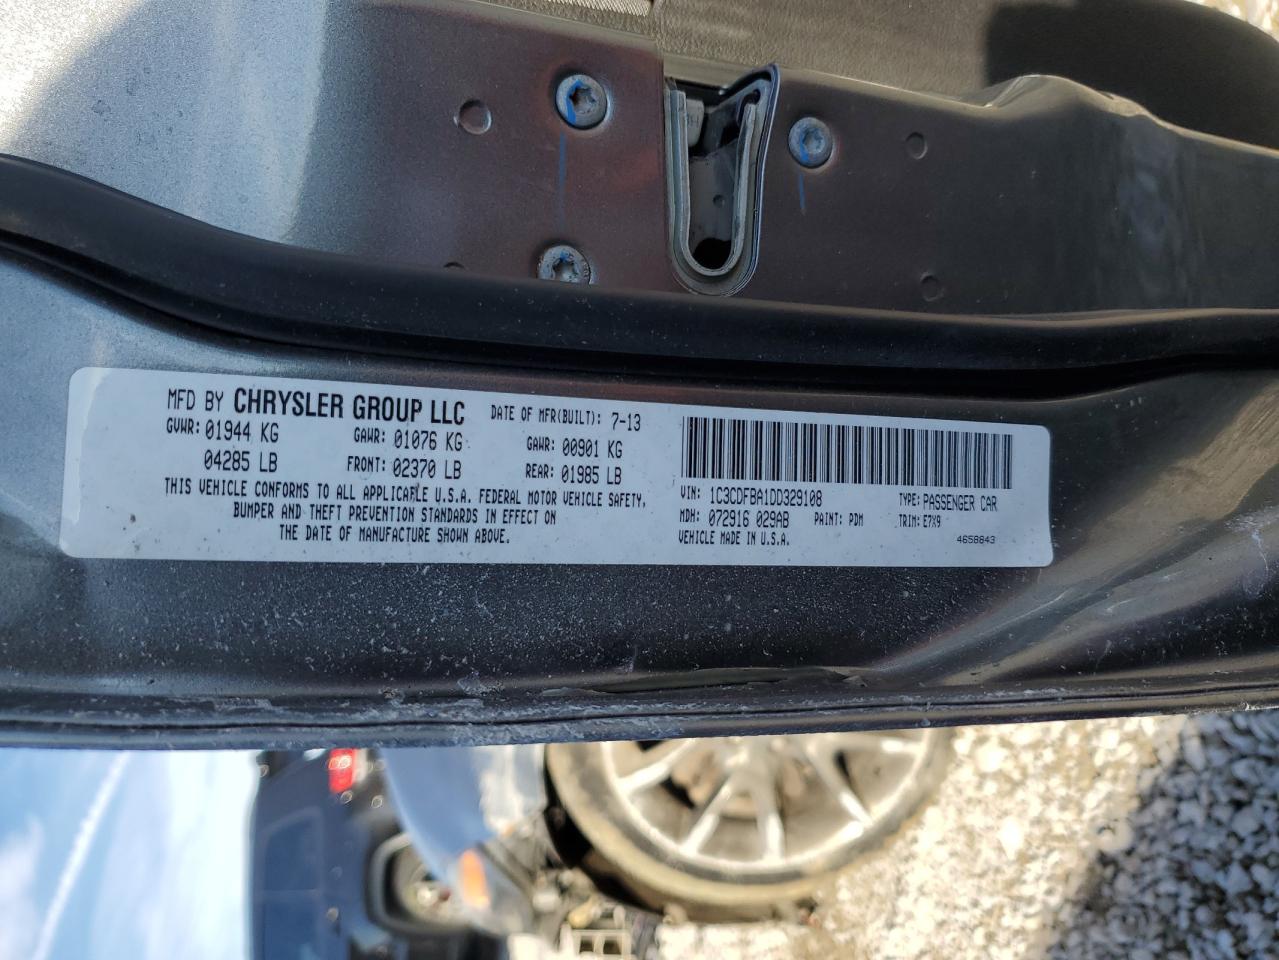 MFD BY CHRYSLER GROUP LLC DATE OF MFR(BUILT): 7-13
GVWR: 01944 KG GAWR: 01076 KG GAWR: 00901 KG
04285 LB FRONT: 02370 LB REAR: 01985 LB
THIS VEHICLE CONFORMS TO ALL APPLICABLE U.S.A. FEDERAL MOTOR VEHICLE SAFETY,
BUMPER AND THEFT PREVENTION STANDARDS IN EFFECT ON
THE DATE OF MANUFACTURE SHOWN ABOVE.
VIN: 1C3CDFBA1DD329108 TYPE: PASSENGER CAR
MDH: 072916 029AB PAINT: PDM TRIM: E7X9
VEHICLE MADE IN U.S.A. 4658843